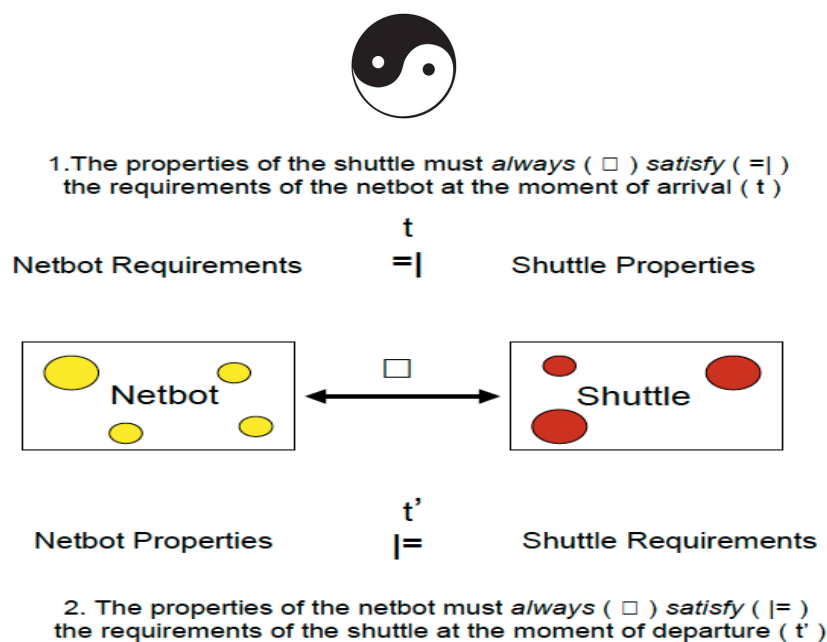 1.The properties of the shuttle must always ( □ ) satisfy ( =| )
the requirements of the netbot at the moment of arrival ( t )
t
Netbot Requirements =| Shuttle Properties
□
Netbot Shuttle
t’
Netbot Properties |= Shuttle Requirements
2. The properties of the netbot must always ( □ ) satisfy ( |= )
the requirements of the shuttle at the moment of departure ( t’ )